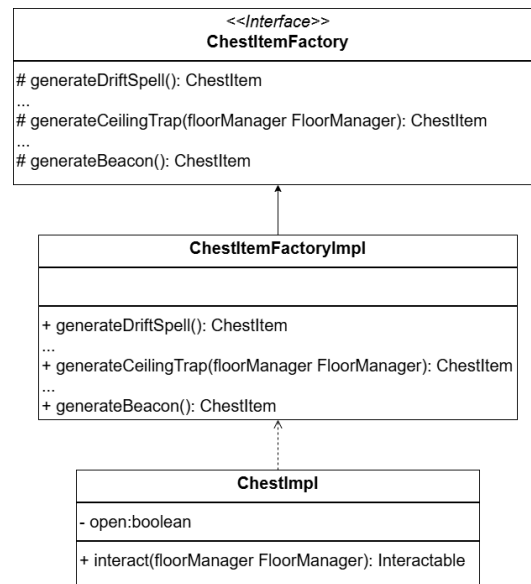 <<Interface>>
ChestItemFactory
# generateDriftSpell(): ChestItem
...
# generateCeilingTrap(floorManager FloorManager): ChestItem
...
# generateBeacon(): ChestItem
ChestItemFactoryImpl
+ generateDriftSpell(): ChestItem
...
+ generateCeilingTrap(floorManager FloorManager): ChestItem
...
+ generateBeacon(): ChestItem
ChestImpl
- open:boolean
+ interact(floorManager FloorManager): Interactable